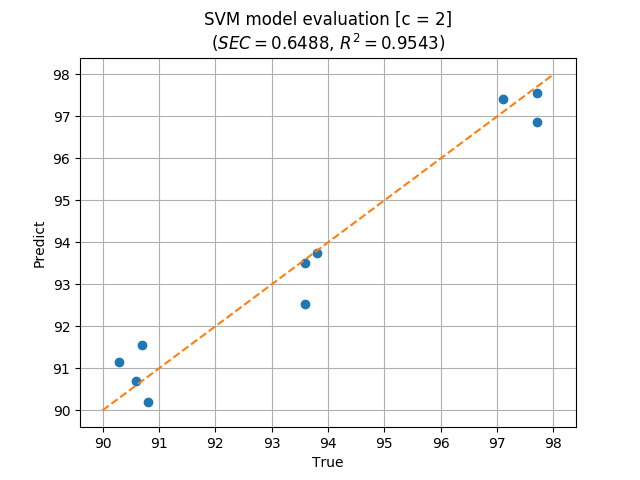 SVM model evaluation [c = 2]
(SEC = 0.6488, R² = 0.9543)
98
97
96
95
94
93
92
91
90
Predict
90 91 92 93 94 95 96 97 98
True